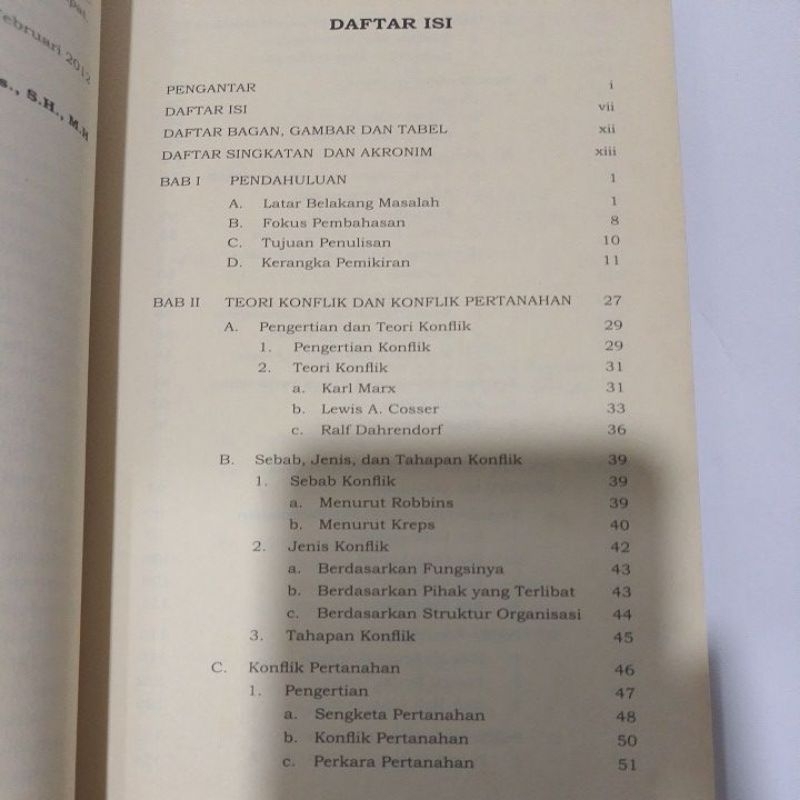 pat.
ebruari 2012
s., S.H., M.H
DAFTAR ISI
PENGANTAR i
DAFTAR ISI vii
DAFTAR BAGAN, GAMBAR DAN TABEL xii
DAFTAR SINGKATAN DAN AKRONIM xiii
BAB I PENDAHULUAN 1
A. Latar Belakang Masalah 1
B. Fokus Pembahasan 8
C. Tujuan Penulisan 10
D. Kerangka Pemikiran 11
BAB II TEORI KONFLIK DAN KONFLIK PERTANAHAN 27
A. Pengertian dan Teori Konflik 29
1. Pengertian Konflik 29
2. Teori Konflik 31
a. Karl Marx 31
b. Lewis A. Cosser 33
c. Ralf Dahrendorf 36
B. Sebab, Jenis, dan Tahapan Konflik 39
1. Sebab Konflik 39
a. Menurut Robbins 39
b. Menurut Kreps 40
2. Jenis Konflik 42
a. Berdasarkan Fungsinya 43
b. Berdasarkan Pihak yang Terlibat 43
c. Berdasarkan Struktur Organisasi 44
3. Tahapan Konflik 45
C. Konflik Pertanahan 46
1. Pengertian 47
a. Sengketa Pertanahan 48
b. Konflik Pertanahan 50
c. Perkara Pertanahan 51